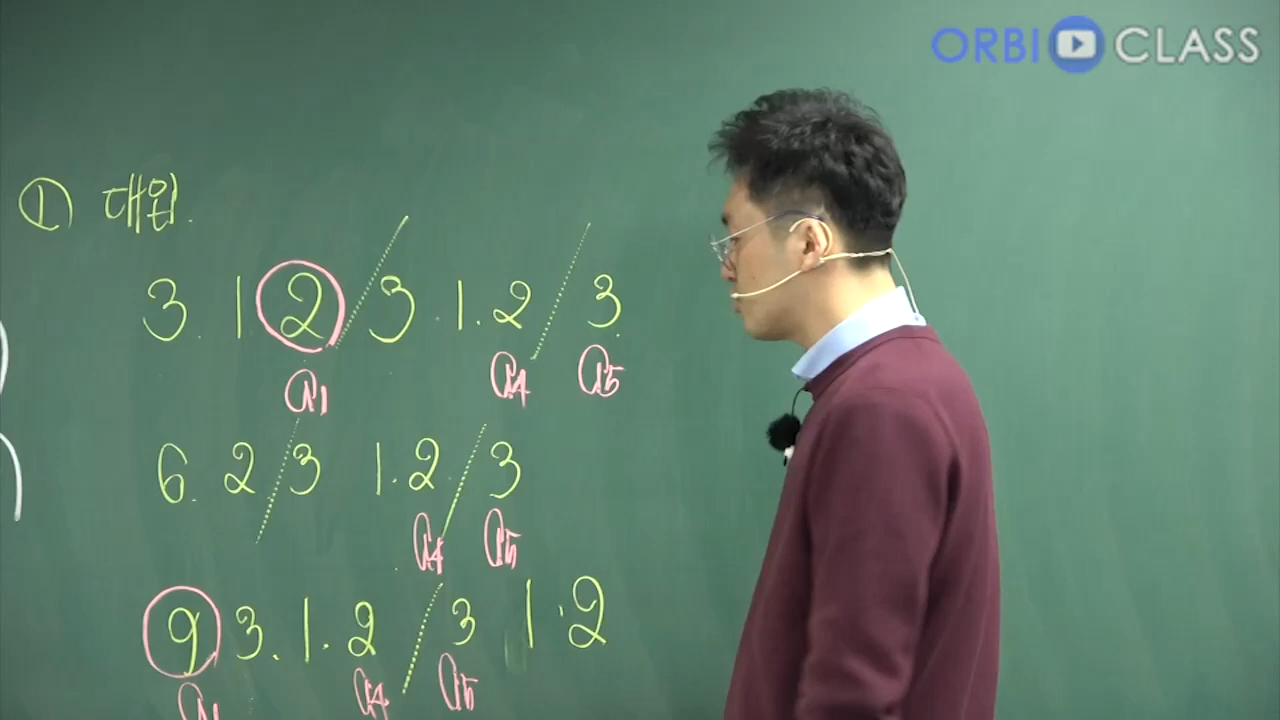 ORBI CLASS
① 대입.
3. 1 2 / 3. 1. 2 / 3.
a₁ a₄ a₅
6. 2 / 3 1. 2 / 3
a₄ a₅
9 3. 1. 2 / 3 1. 2
a₁ a₄ a₅